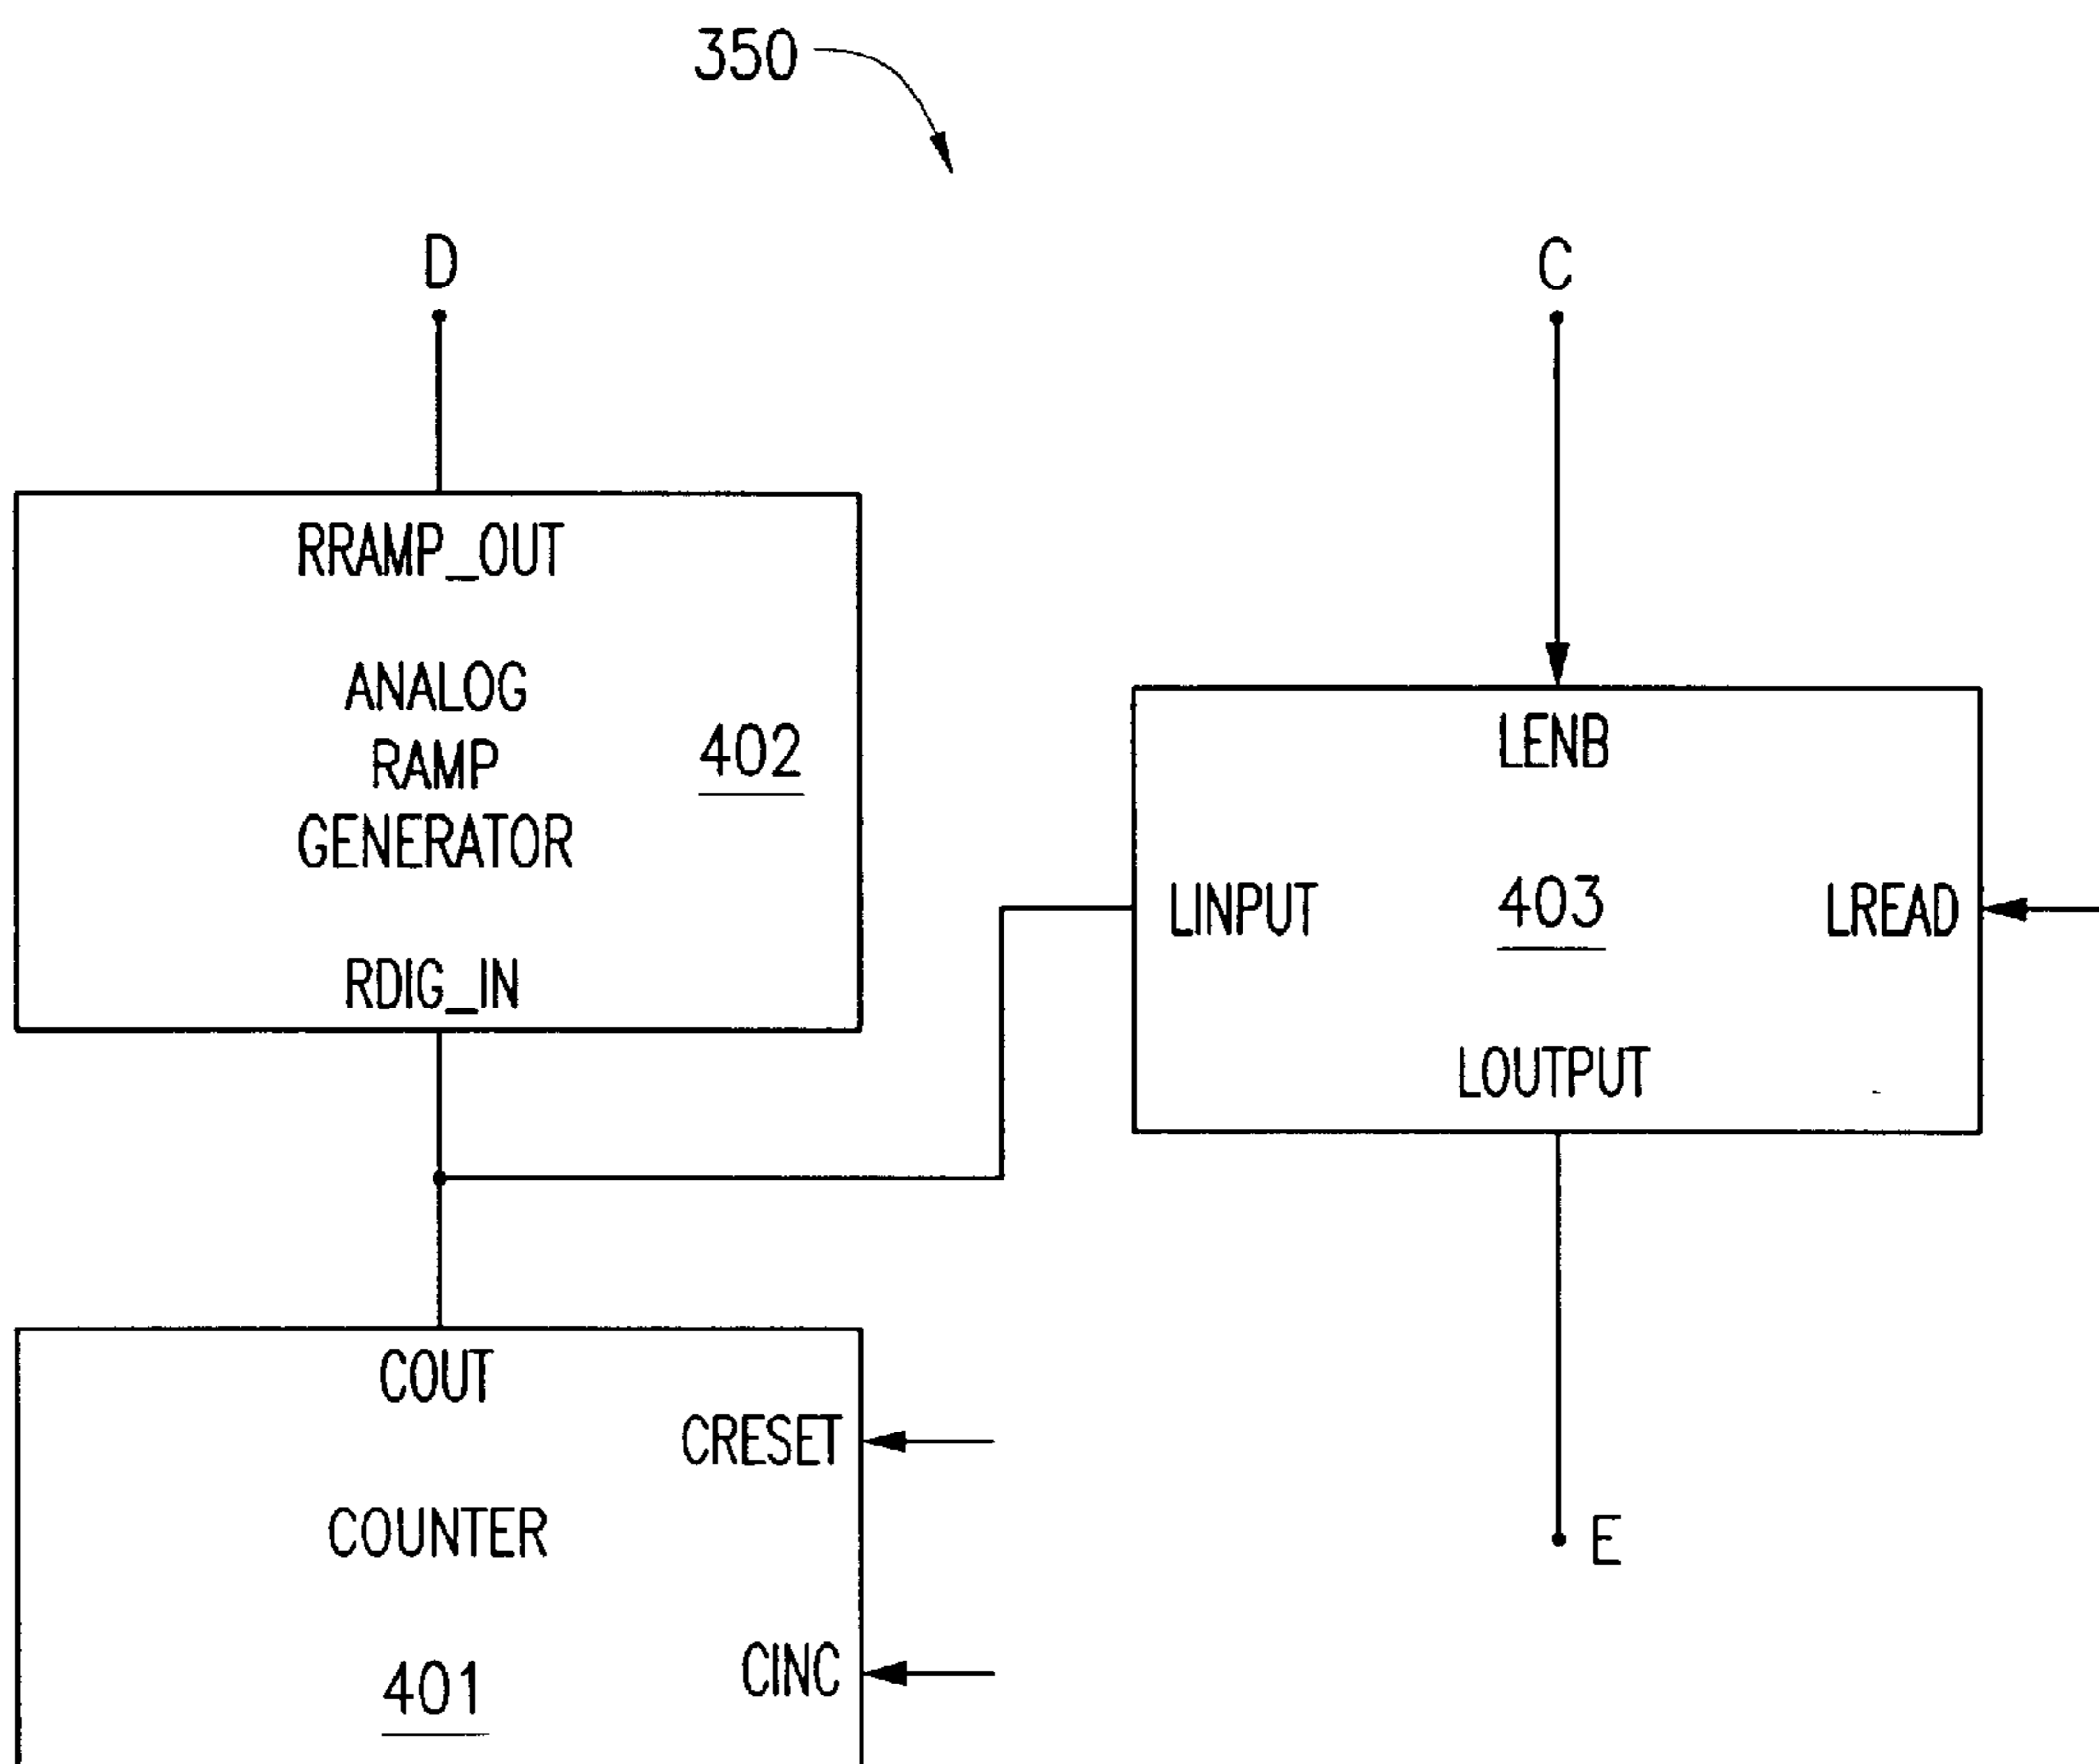 350
D
C
RRAMP_OUT
ANALOG
RAMP
GENERATOR
402
RDIG_IN
LENB
LINPUT
403
LREAD
LOUTPUT
COUT
CRESET
COUNTER
CINC
401
E